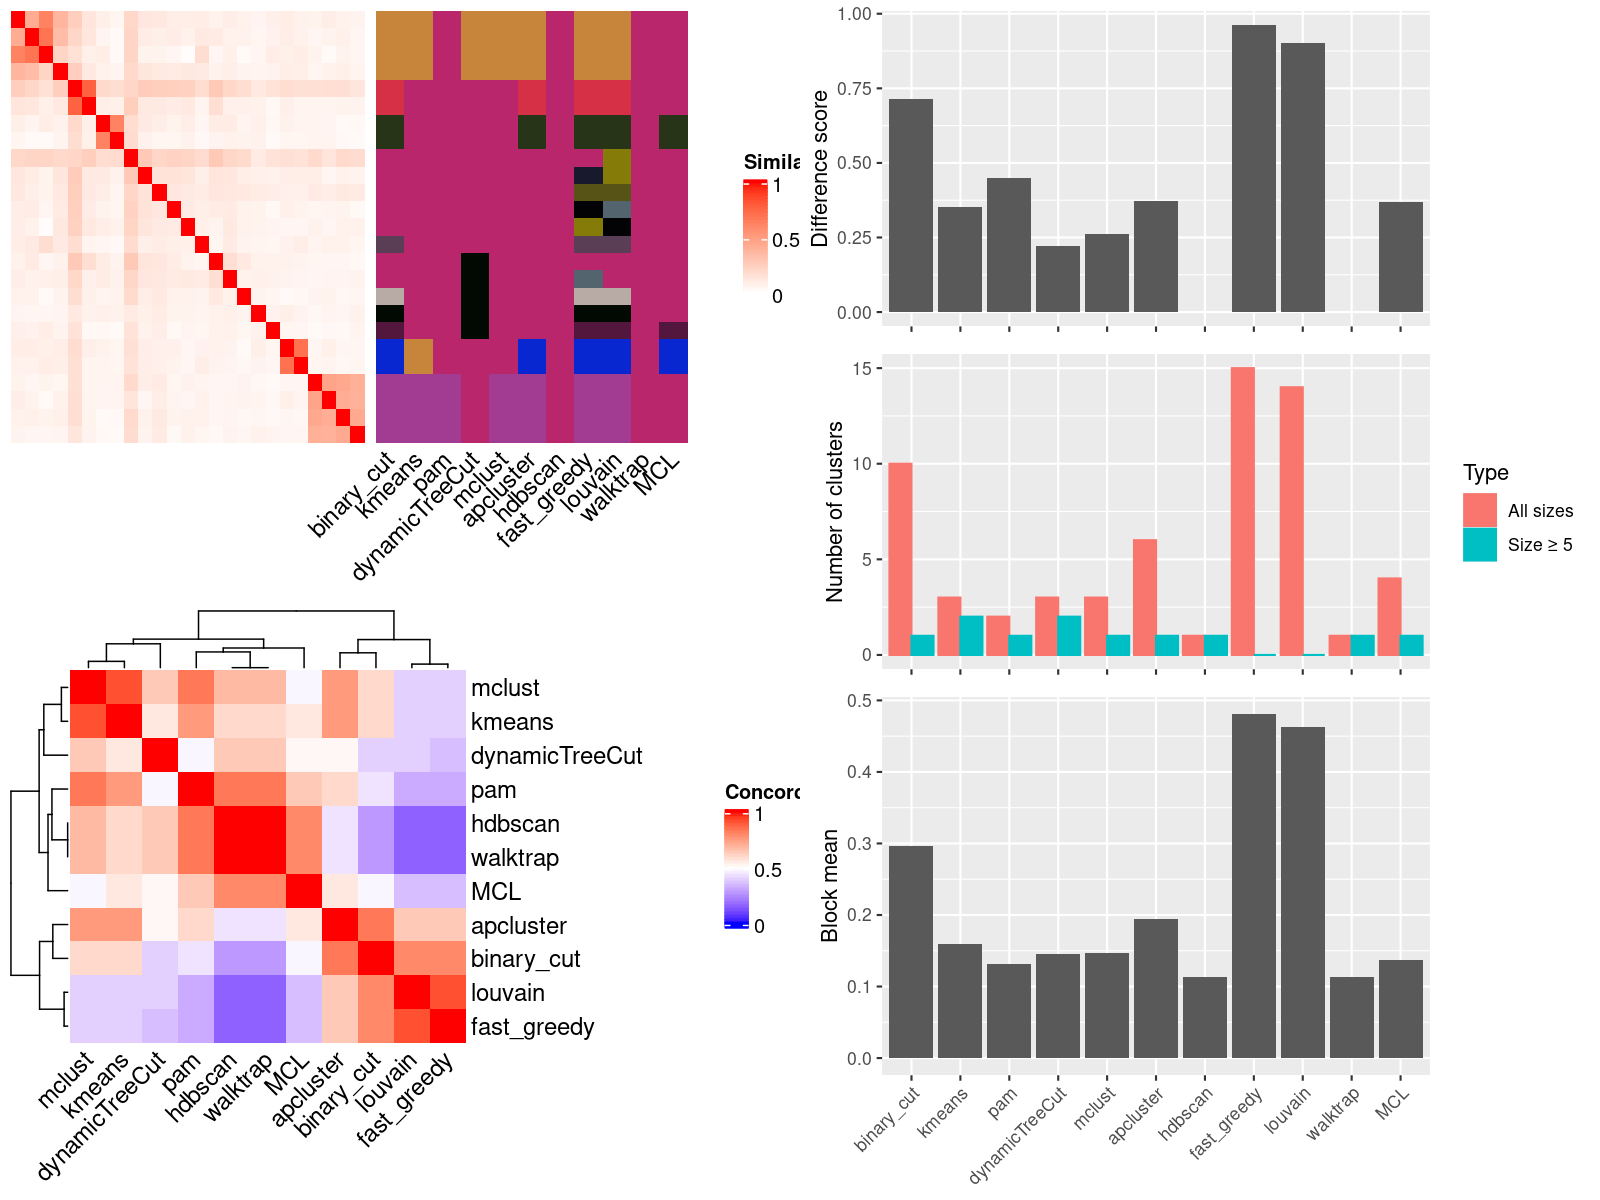 Simila
1
0.5
0
binary_cut
kmeans
pam
dynamicTreeCut
mclust
apcluster
hdbscan
fast_greedy
louvain
walktrap
MCL
mclust
kmeans
dynamicTreeCut
pam
hdbscan
walktrap
MCL
apcluster
binary_cut
louvain
fast_greedy
mclust
kmeans
dynamicTreeCut
pam
hdbscan
walktrap
MCL
apcluster
binary_cut
louvain
fast_greedy
Concord
1
0.5
0
Difference score
1.00
0.75
0.50
0.25
0.00
Number of clusters
15
10
5
0
Type
All sizes
Size ≥ 5
Block mean
0.5
0.4
0.3
0.2
0.1
0.0
binary_cut
kmeans
pam
dynamicTreeCut
mclust
apcluster
hdbscan
fast_greedy
louvain
walktrap
MCL